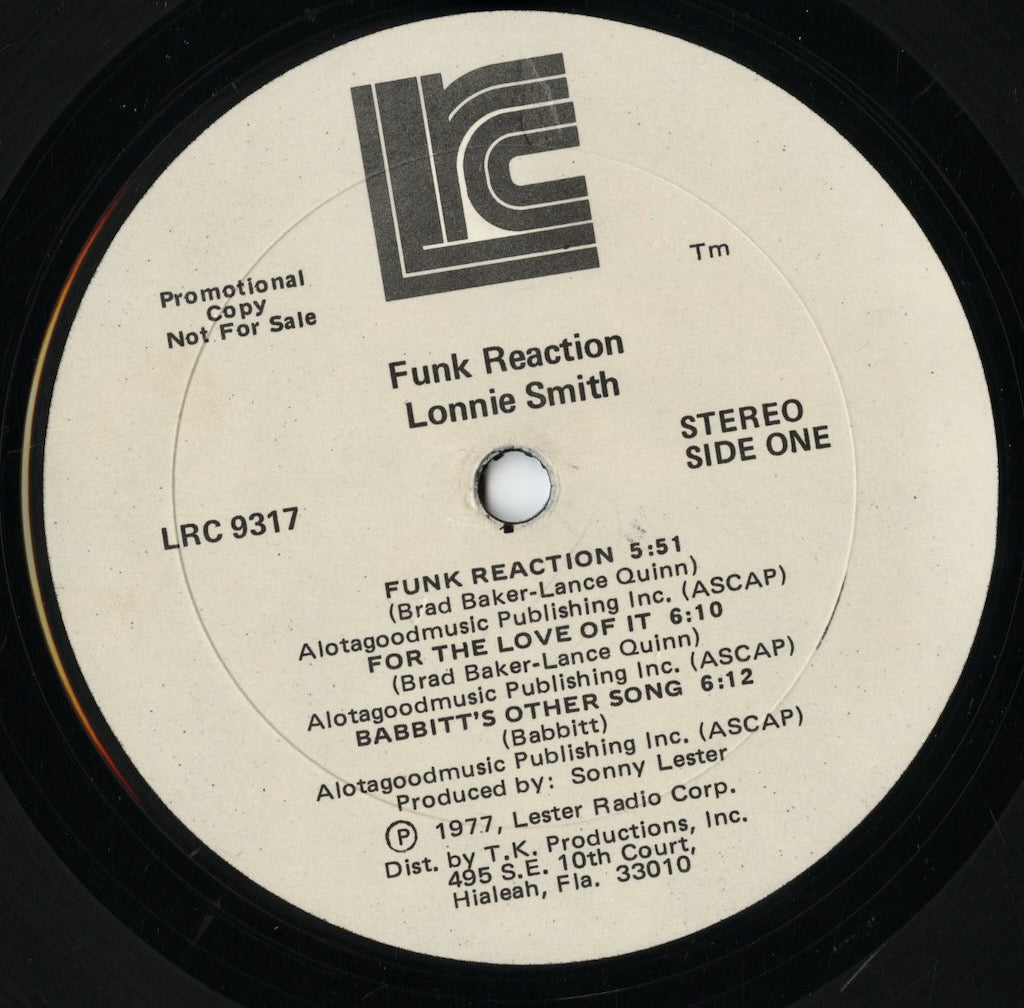 LRC
Tm
Promotional
Copy
Not For Sale
Funk Reaction
Lonnie Smith
STEREO
SIDE ONE
LRC 9317
FUNK REACTION 5:51
(Brad Baker-Lance Quinn)
Alotagoodmusic Publishing Inc. (ASCAP)
FOR THE LOVE OF IT 6:10
(Brad Baker-Lance Quinn)
Alotagoodmusic Publishing Inc. (ASCAP)
BABBITT'S OTHER SONG 6:12
(Babbitt)
Alotagoodmusic Publishing Inc. (ASCAP)
Produced by: Sonny Lester
Ⓟ 1977, Lester Radio Corp.
Dist. by T.K. Productions, Inc.
495 S.E. 10th Court,
Hialeah, Fla. 33010